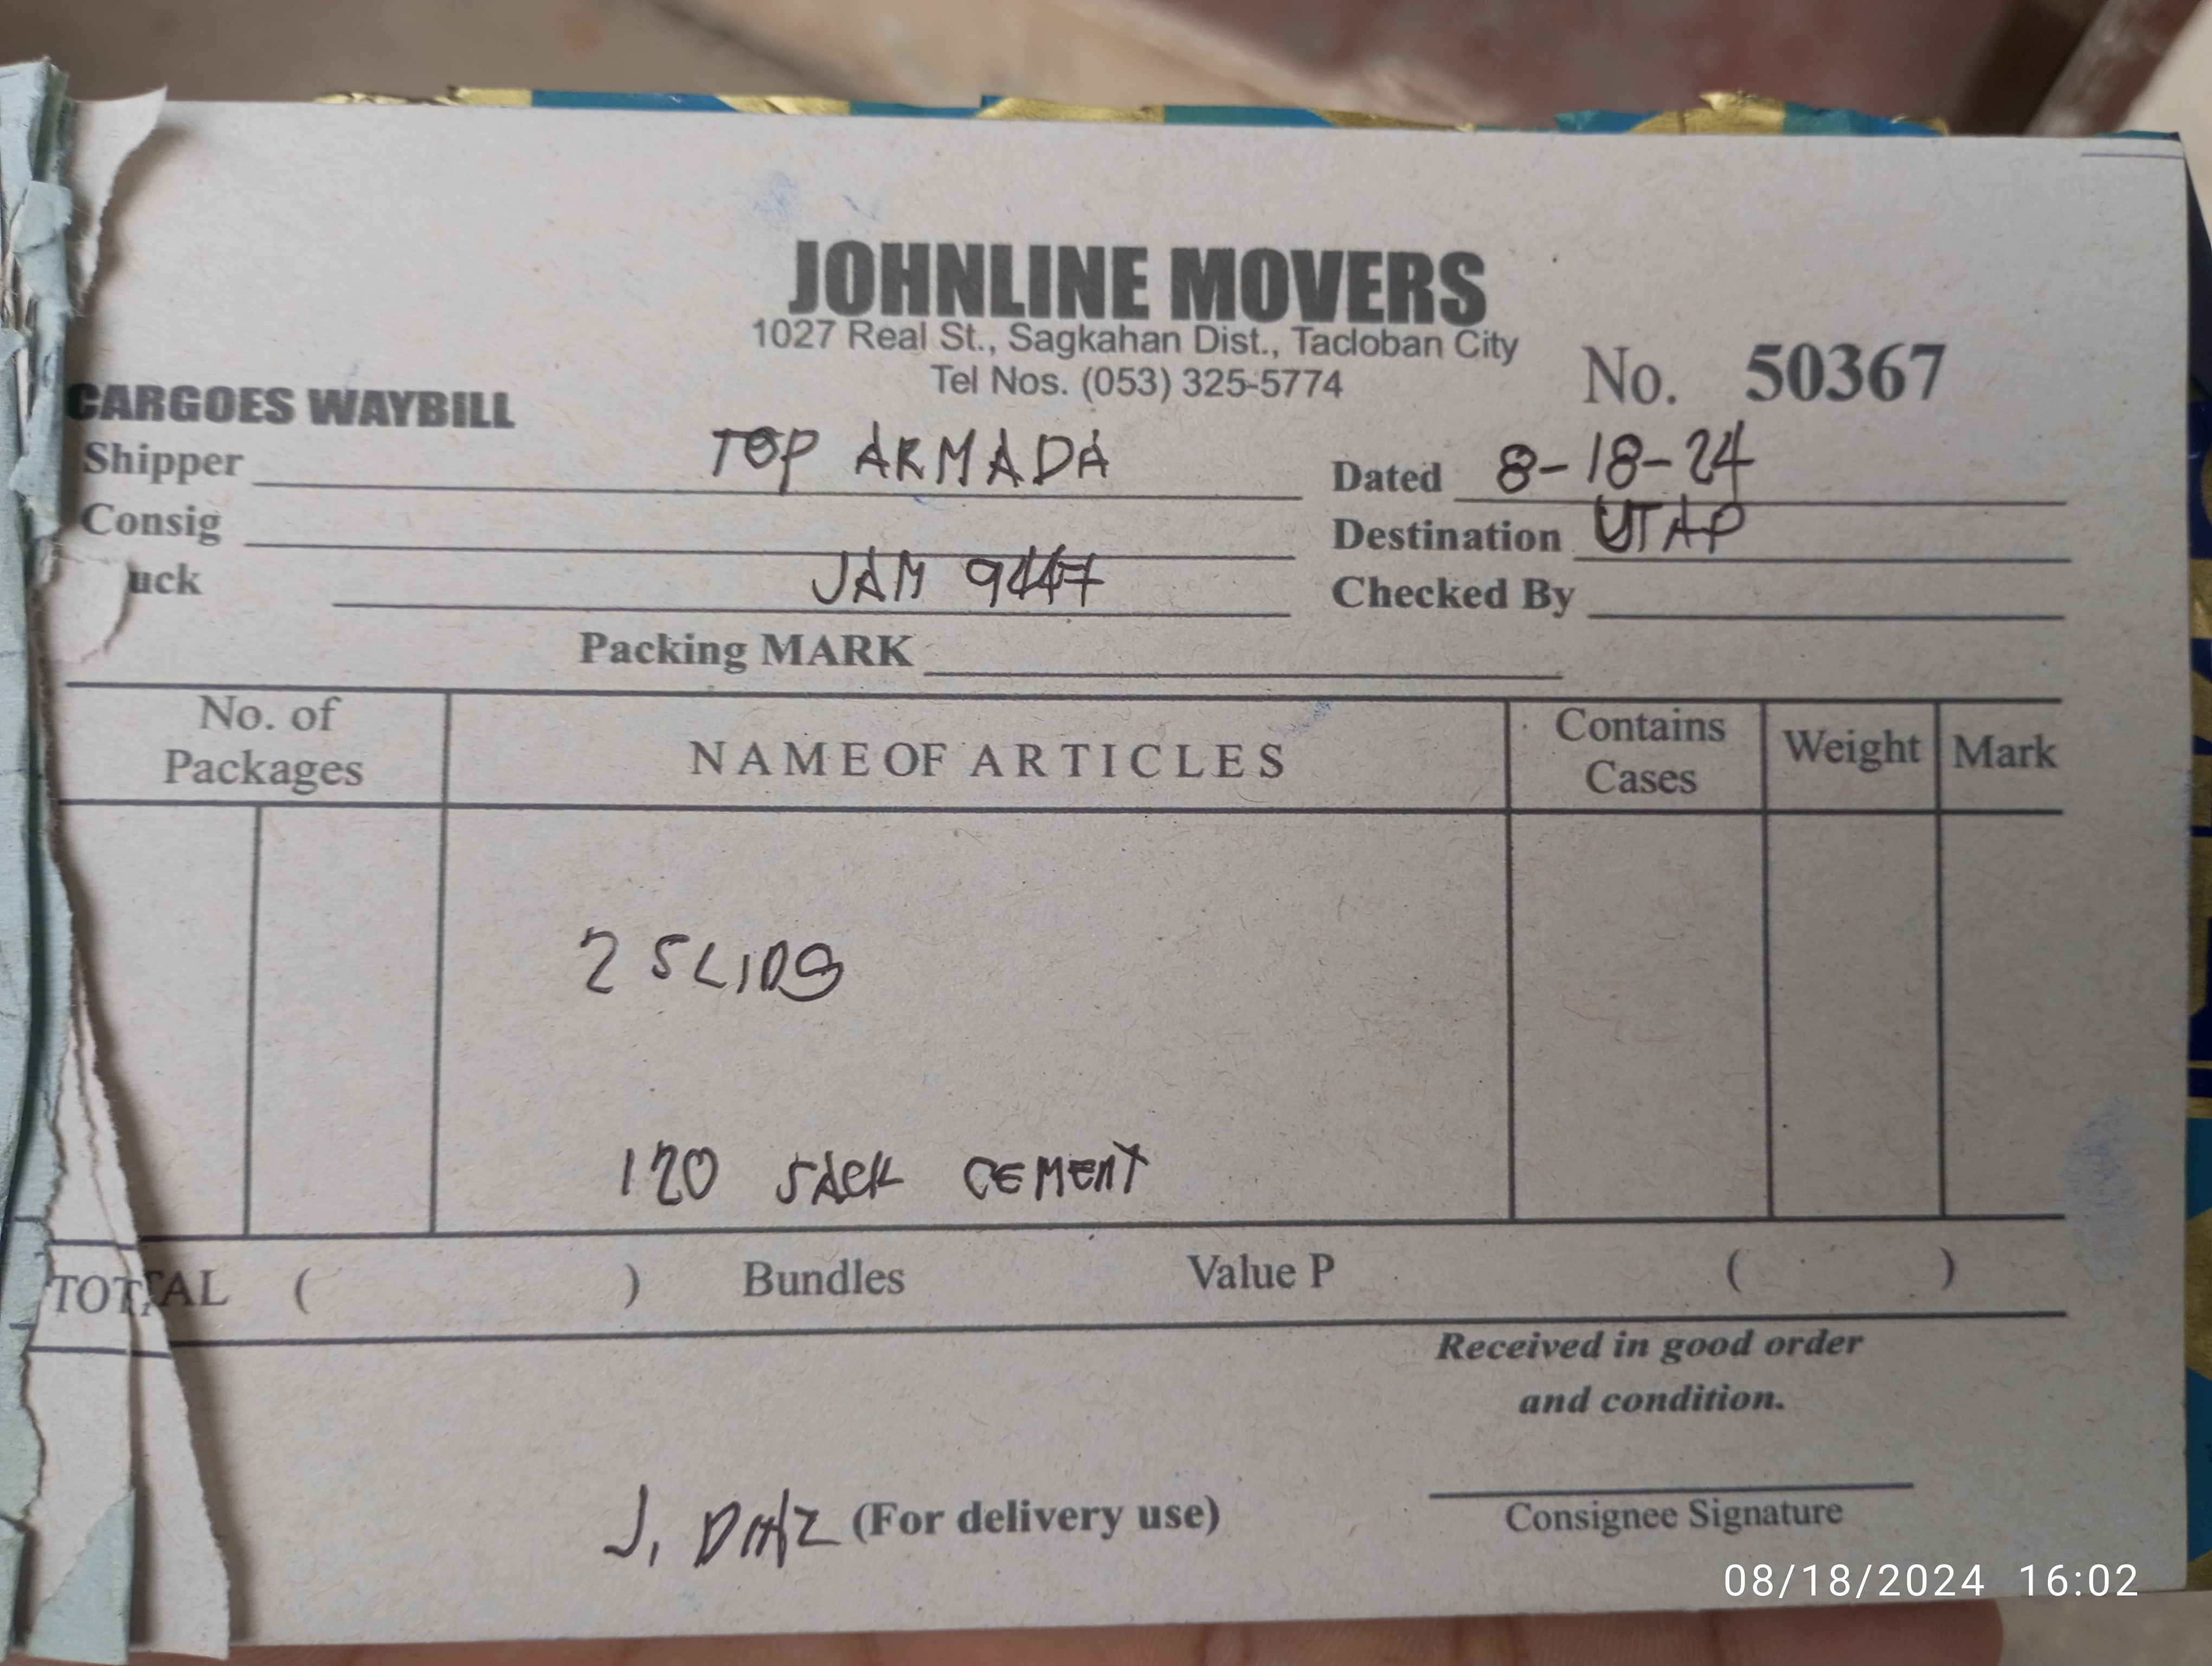 JOHNLINE MOVERS
1027 Real St., Sagkahan Dist., Tacloban City
Tel Nos. (053) 325-5774
No. 50367
CARGOES WAYBILL
Shipper TOP ARMADA
Dated 8-18-24
Consig
Destination UTAP
uck JAM 9447
Checked By
Packing MARK
No. of Packages
NAME OF ARTICLES
Contains Cases
Weight
Mark
2 SLIDS
120 SACK CEMENT
TOTAL ( ) Bundles Value P ( )
Received in good order
and condition.
J. (For delivery use)
Consignee Signature
08/18/2024 16:02